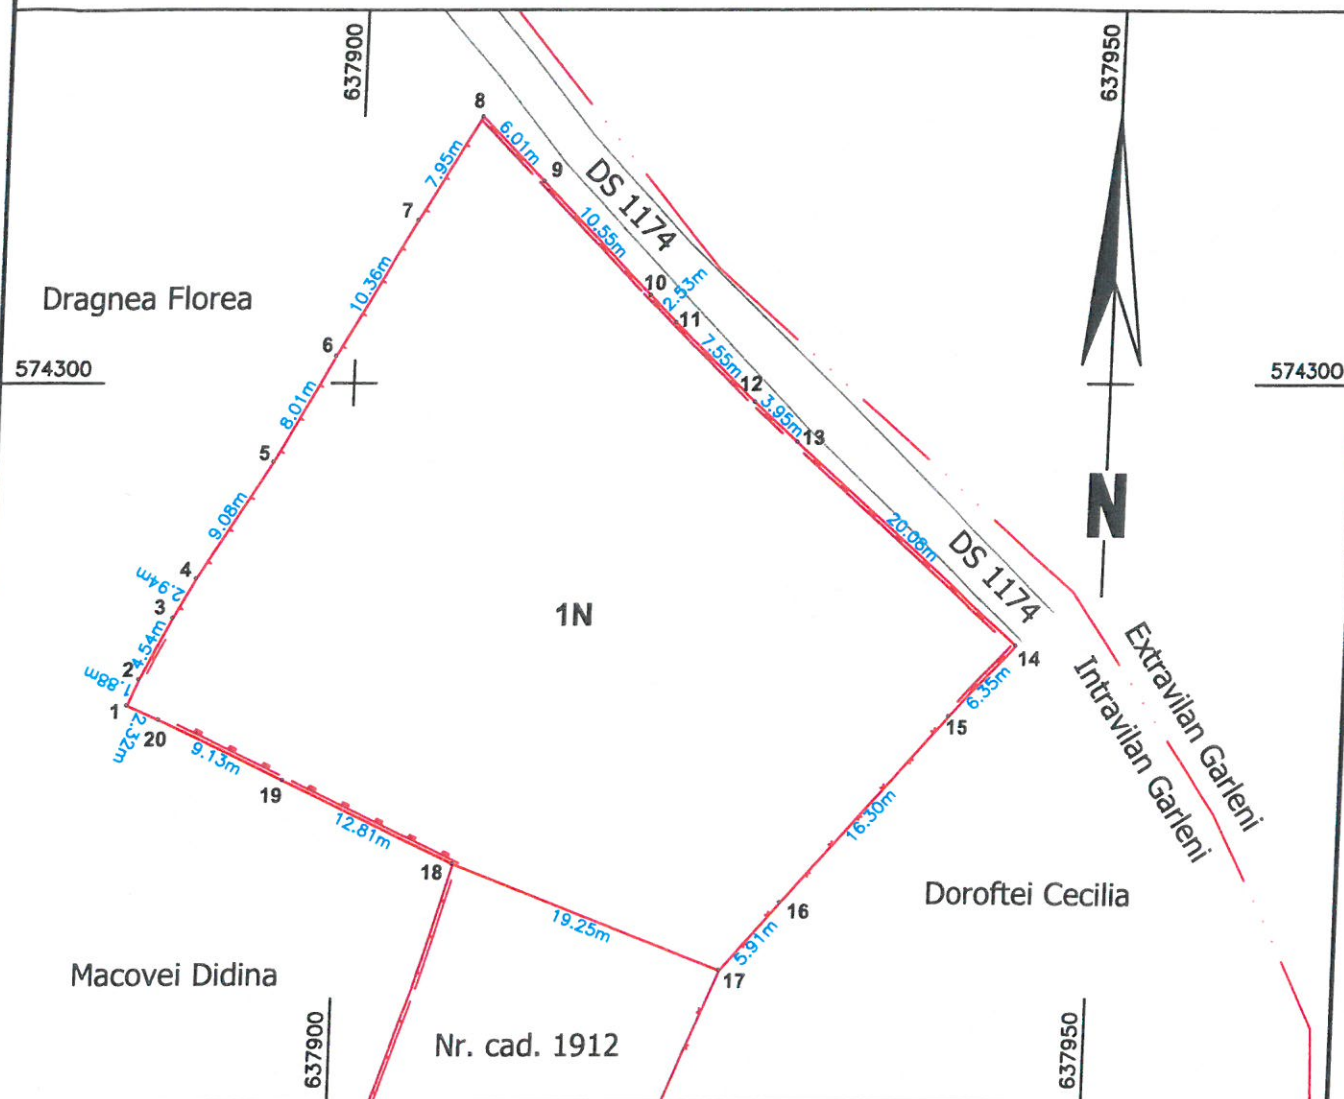 637900
637950
8
6.01m
7.95m
9
DS 1174
7
10.55m
10.36m
10
2.53m
Dragnea Florea
11
6
7.55m
574300
574300
12
8.01m
3.95m
13
5
N
9.08m
20.08m
DS 1174
4
2.94m
3
1N
4.54m
14
Extravilan Garleni
Intravilan Garleni
2
1.88m
6.35m
1
15
2.32m
20
9.13m
19
12.81m
16.30m
18
Doroftei Cecilia
16
19.25m
5.91m
17
Macovei Didina
Nr. cad. 1912
637900
637950